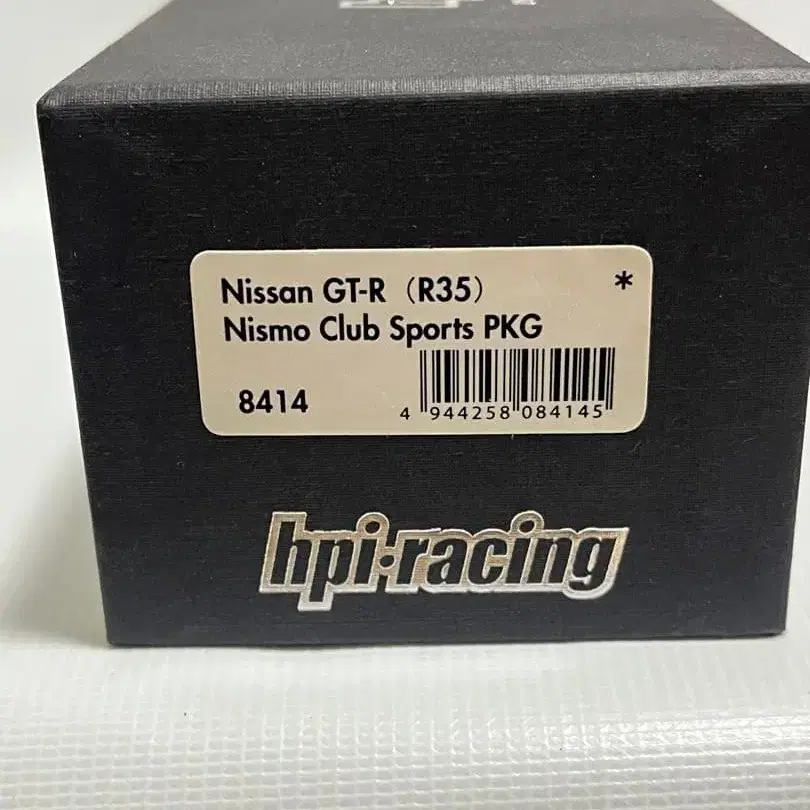 Nissan GT-R（R35） *
Nismo Club Sports PKG
8414
4 944258 084145
hpi·racing